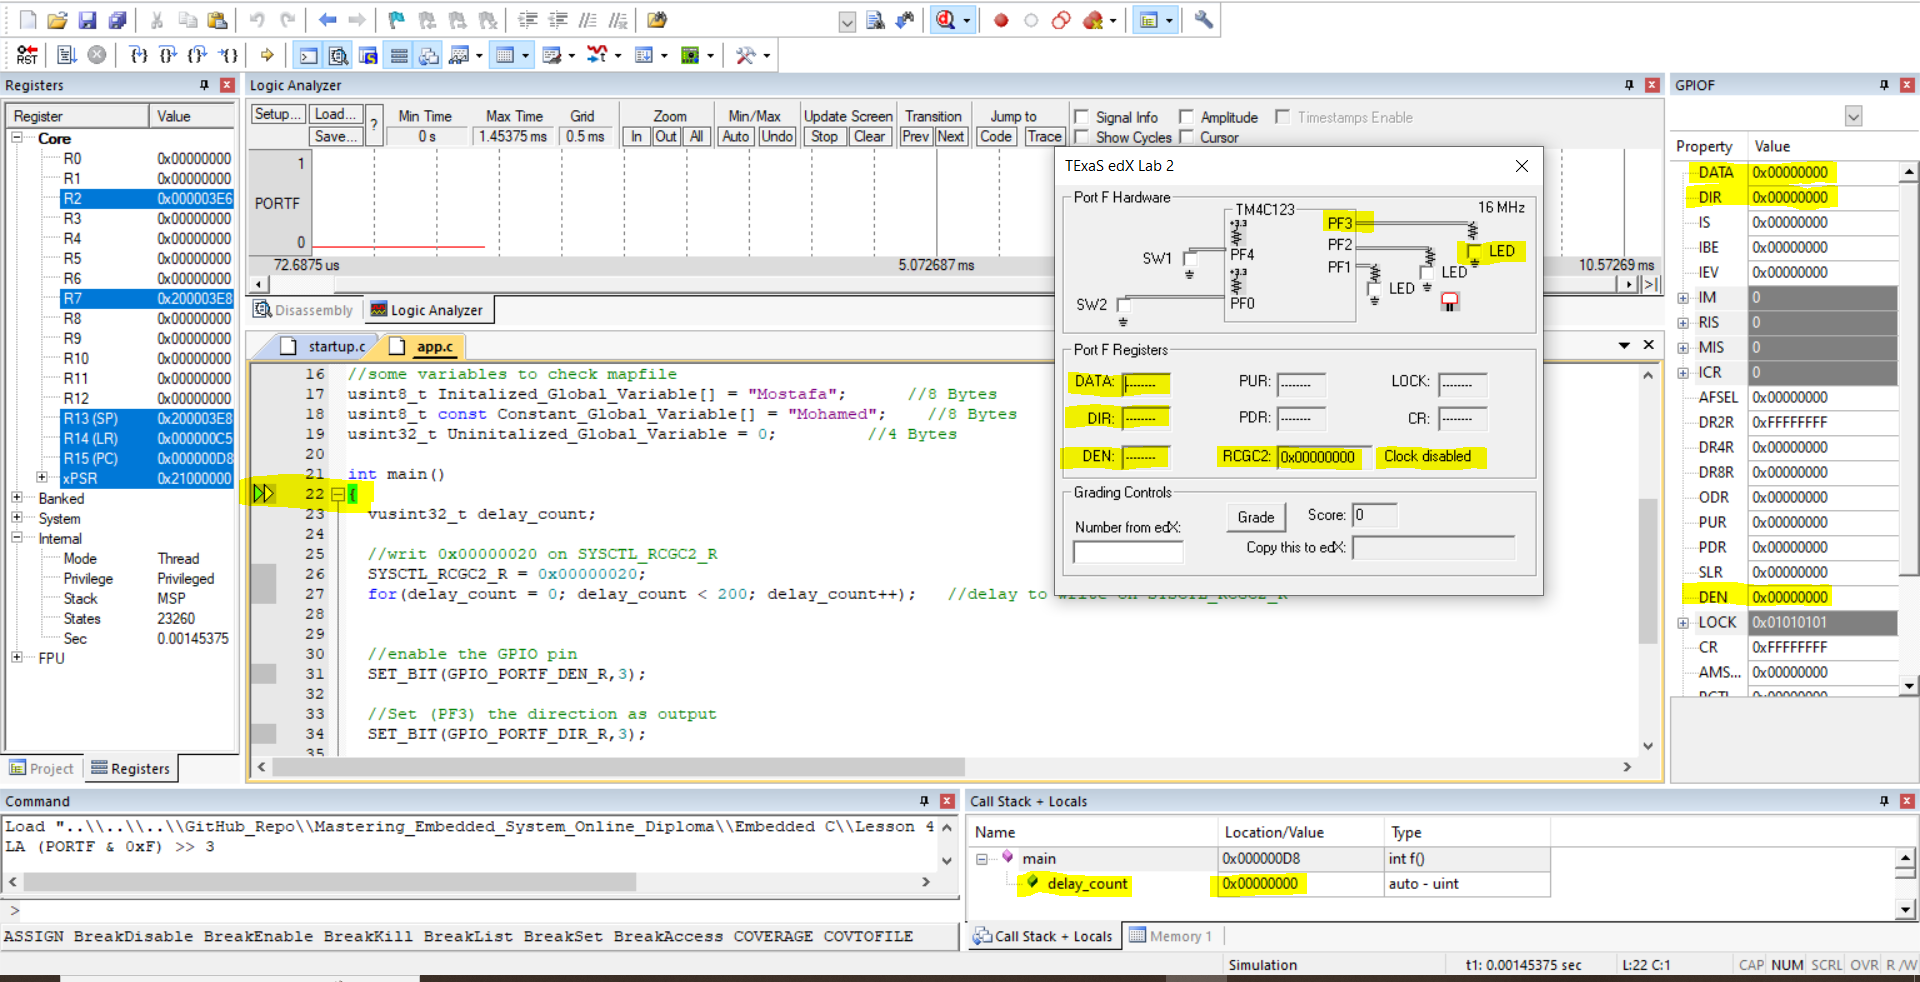 RST
Registers
Register Value
Core
R0 0x00000000
R1 0x00000000
R2 0x000003E6
R3 0x00000000
R4 0x00000000
R5 0x00000000
R6 0x00000000
R7 0x200003E8
R8 0x00000000
R9 0x00000000
R10 0x00000000
R11 0x00000000
R12 0x00000000
R13 (SP) 0x200003E8
R14 (LR) 0x000000C5
R15 (PC) 0x000000D8
xPSR 0x21000000
Banked
System
Internal
Mode Thread
Privilege Privileged
Stack MSP
States 23260
Sec 0.00145375
FPU
Project Registers
Logic Analyzer
Setup... Load... Save... ?
Min Time Max Time Grid
0 s 1.45375 ms 0.5 ms
Zoom
In Out All
Min/Max
Auto Undo
Update Screen
Stop Clear
Transition
Prev Next
Jump to
Code Trace
Signal Info Amplitude Timestamps Enable
Show Cycles Cursor
1
PORTF
0
72.6875 us 5.072687 ms 10.57269 ms
Disassembly Logic Analyzer
startup.c app.c
16 //some variables to check mapfile
17 usint8_t Initalized_Global_Variable[] = "Mostafa"; //8 Bytes
18 usint8_t const Constant_Global_Variable[] = "Mohamed"; //8 Bytes
19 usint32_t Uninitalized_Global_Variable = 0; //4 Bytes
20
21 int main()
22 {
23 vusint32_t delay_count;
24
25 //writ 0x00000020 on SYSCTL_RCGC2_R
26 SYSCTL_RCGC2_R = 0x00000020;
27 for(delay_count = 0; delay_count < 200; delay_count++); //delay to write on SYSCTL_RCGC2_R
28
29
30 //enable the GPIO pin
31 SET_BIT(GPIO_PORTF_DEN_R,3);
32
33 //Set (PF3) the direction as output
34 SET_BIT(GPIO_PORTF_DIR_R,3);
35
TExaS edX Lab 2
Port F Hardware
TM4C123
16 MHz
+3.3
PF3
PF2
PF1
PF4
+3.3
PF0
SW1
SW2
LED
LED
LED
Port F Registers
DATA: -------- PUR: -------- LOCK: --------
DIR: -------- PDR: -------- CR: --------
DEN: -------- RCGC2: 0x00000000 Clock disabled
Grading Controls
Number from edX:
Grade Score: 0
Copy this to edX:
GPIOF
Property Value
DATA 0x00000000
DIR 0x00000000
IS 0x00000000
IBE 0x00000000
IEV 0x00000000
IM 0
RIS 0
MIS 0
ICR 0
AFSEL 0x00000000
DR2R 0xFFFFFFFF
DR4R 0x00000000
DR8R 0x00000000
ODR 0x00000000
PUR 0x00000000
PDR 0x00000000
SLR 0x00000000
DEN 0x00000000
LOCK 0x01010101
CR 0xFFFFFFFF
AMS... 0x00000000
Command
Load "..\\..\\..\\GitHub_Repo\\Mastering_Embedded_System_Online_Diploma\\Embedded C\\Lesson 4
LA (PORTF & 0xF) >> 3
>
ASSIGN BreakDisable BreakEnable BreakKill BreakList BreakSet BreakAccess COVERAGE COVTOFILE
Call Stack + Locals
Name Location/Value Type
main 0x000000D8 int f()
delay_count 0x00000000 auto - uint
Call Stack + Locals Memory 1
Simulation t1: 0.00145375 sec L:22 C:1 CAP NUM SCRL OVR R /W